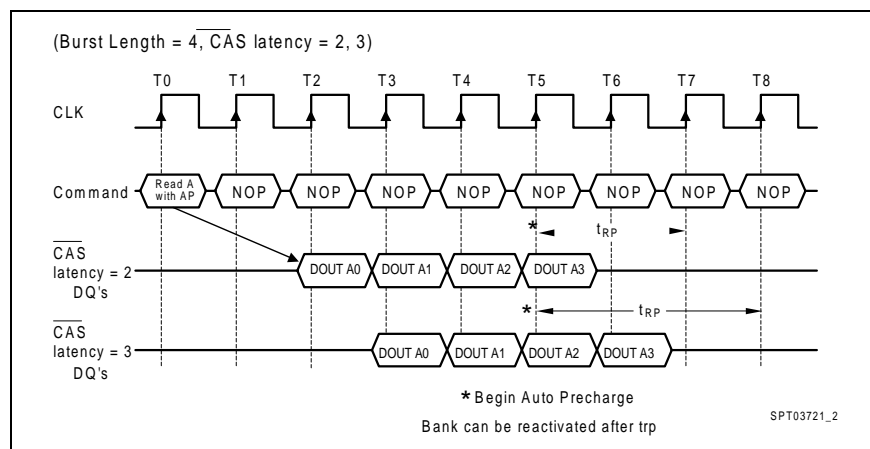 (Burst Length = 4, CAS latency = 2, 3)
T0 T1 T2 T3 T4 T5 T6 T7 T8
CLK
Command Read A with AP NOP NOP NOP NOP NOP NOP NOP NOP
* tRP
CAS
latency = 2 DOUT A0 DOUT A1 DOUT A2 DOUT A3
DQ's
* tRP
CAS
latency = 3 DOUT A0 DOUT A1 DOUT A2 DOUT A3
DQ's
* Begin Auto Precharge
Bank can be reactivated after trp
SPT03721_2